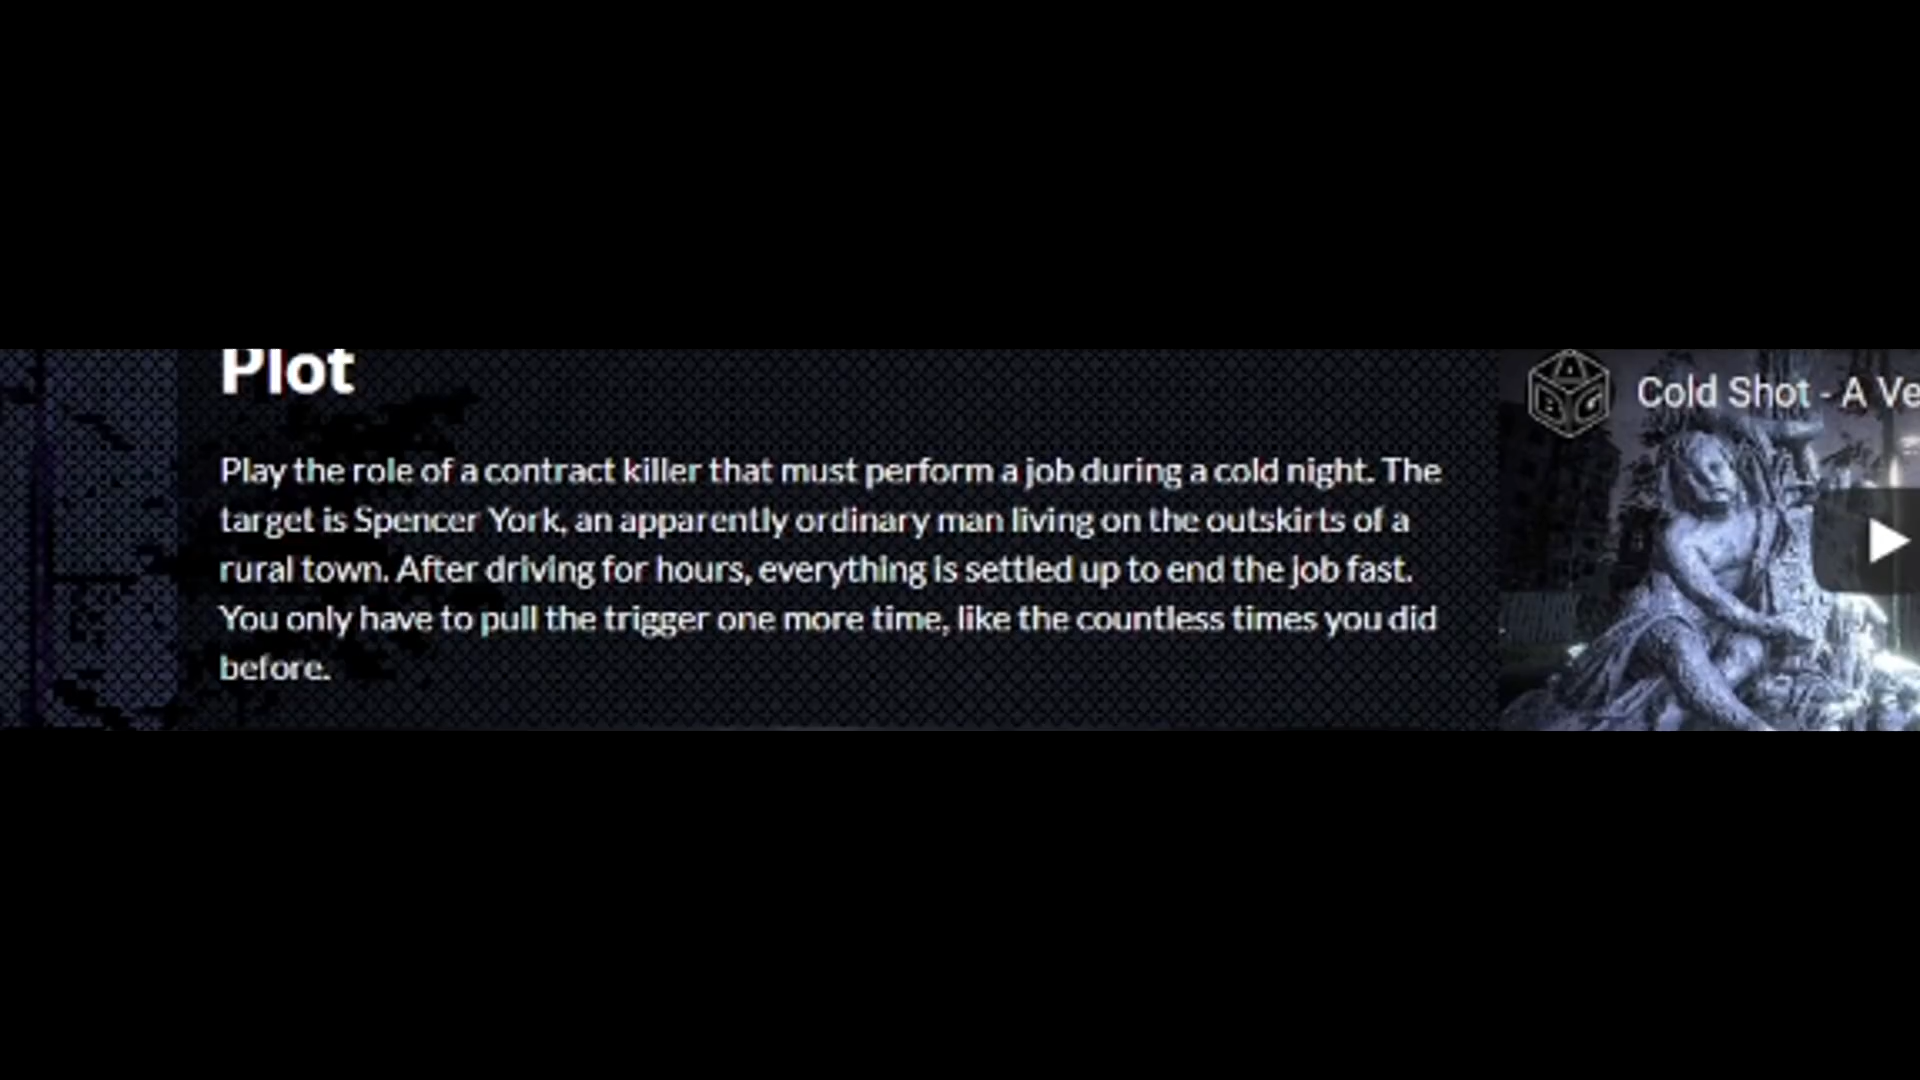 Plot
Play the role of a contract killer that must perform a job during a cold night. The
target is Spencer York, an apparently ordinary man living on the outskirts of a
rural town. After driving for hours, everything is settled up to end the job fast.
You only have to pull the trigger one more time, like the countless times you did
before.
ABG
Cold Shot - A Ve